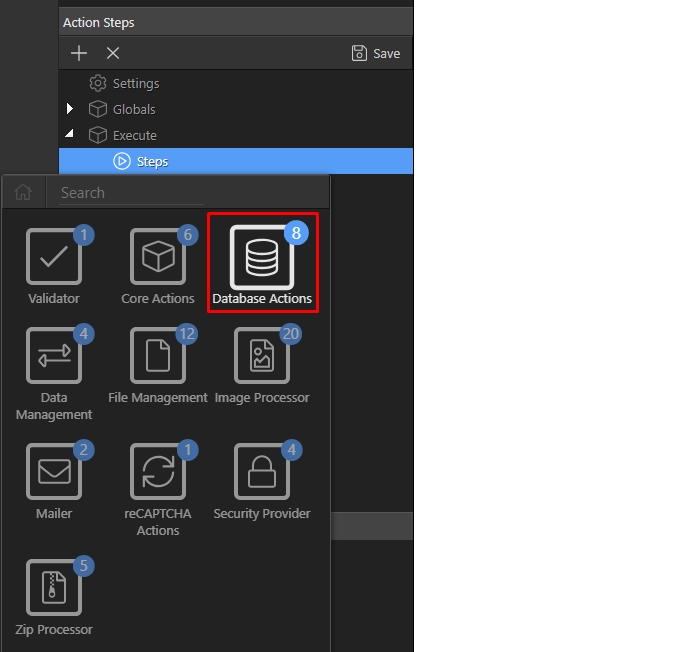 Action Steps
Save
Settings
Globals
Execute
Steps
Search
1
6
8
Validator
Core Actions
Database Actions
4
12
20
Data
Management
File Management
Image Processor
2
1
4
Mailer
reCAPTCHA
Actions
Security Provider
5
Zip Processor